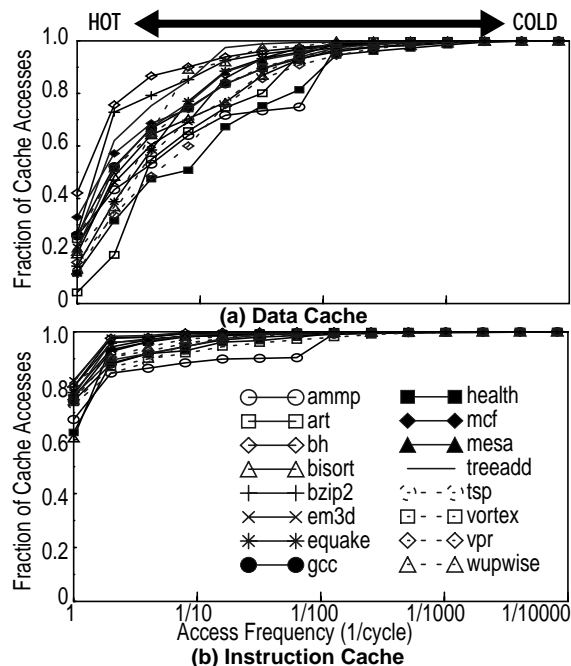 HOT COLD
Fraction of Cache Accesses
1.0
0.8
0.6
0.4
0.2
0
(a) Data Cache
Fraction of Cache Accesses
1.0
0.8
0.6
0.4
0.2
0
ammp health
art mcf
bh mesa
bisort treeadd
bzip2 tsp
em3d vortex
equake vpr
gcc wupwise
1 1/10 1/100 1/1000 1/10000
Access Frequency (1/cycle)
(b) Instruction Cache